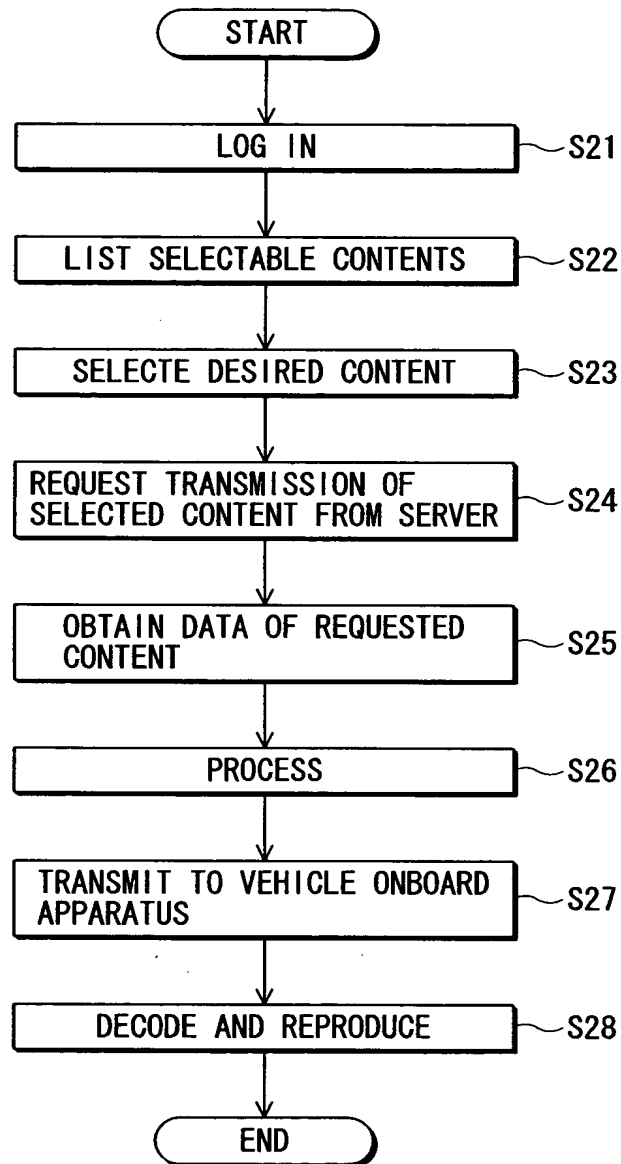 START
LOG IN
S21
LIST SELECTABLE CONTENTS
S22
SELECTE DESIRED CONTENT
S23
REQUEST TRANSMISSION OF
SELECTED CONTENT FROM SERVER
S24
OBTAIN DATA OF REQUESTED
CONTENT
S25
PROCESS
S26
TRANSMIT TO VEHICLE ONBOARD
APPARATUS
S27
DECODE AND REPRODUCE
S28
END